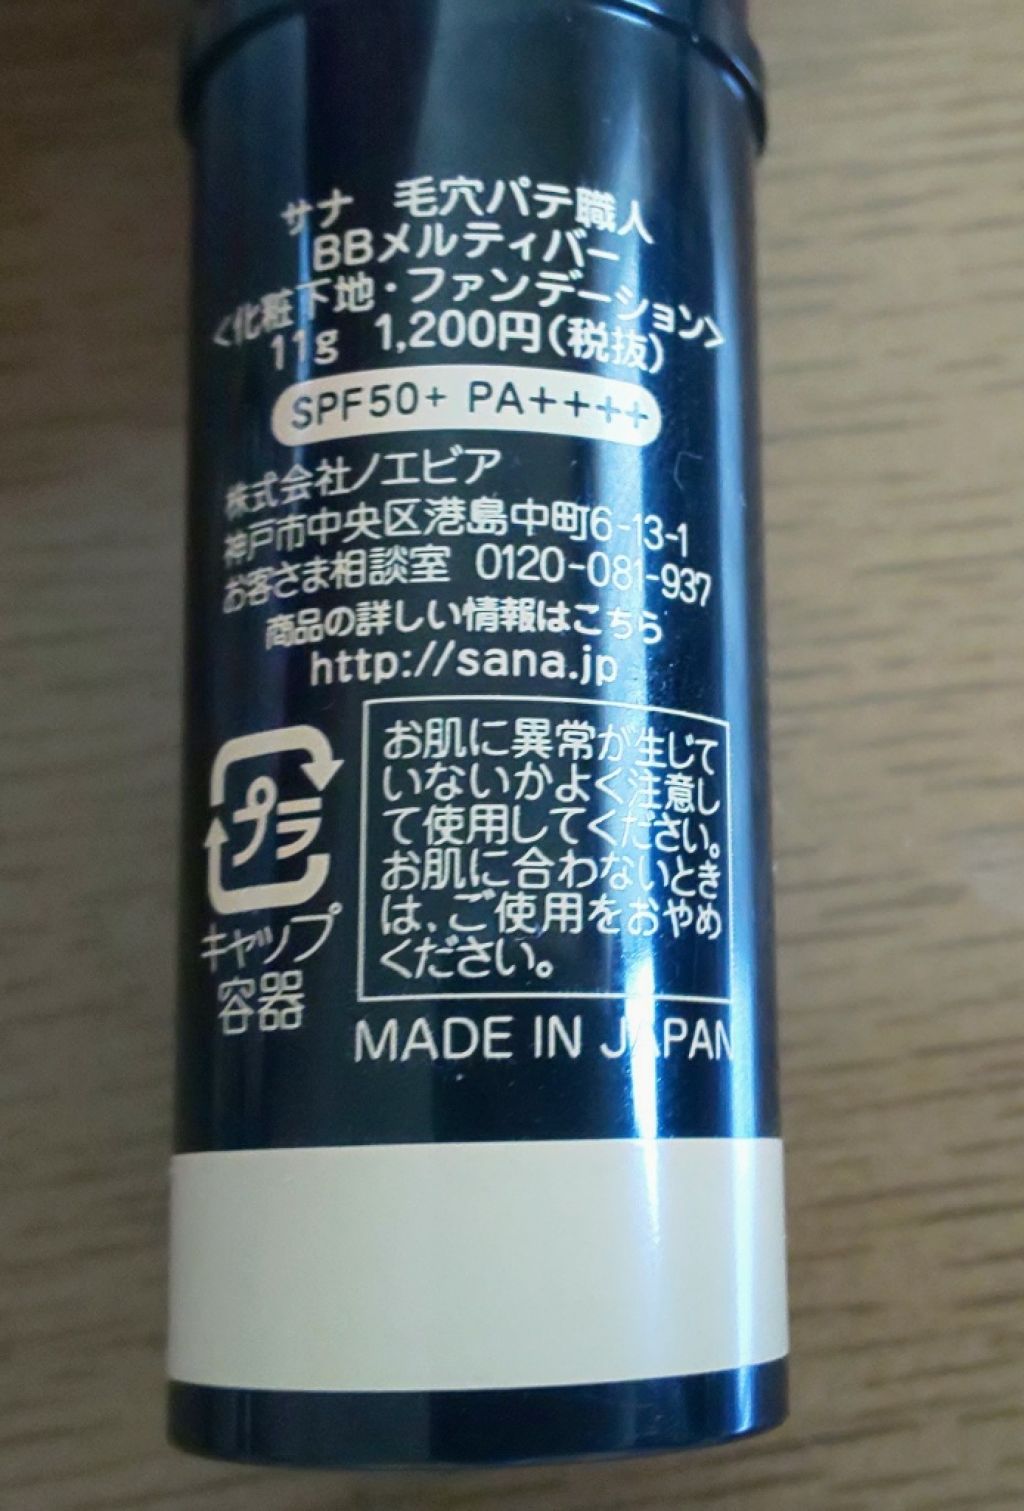 サナ 毛穴パテ職人
BBメルティバー
<化粧下地・ファンデーション>
11g 1,200円(税抜)
SPF50+ PA++++
株式会社ノエビア
神戸市中央区港島中町6-13-1
お客さま相談室 0120-081-937
商品の詳しい情報はこちら
http://sana.jp
プラ
キャップ
容器
お肌に異常が生じて
いないかよく注意し
て使用してください。
お肌に合わないとき
は、ご使用をおやめ
ください。
MADE IN JAPAN